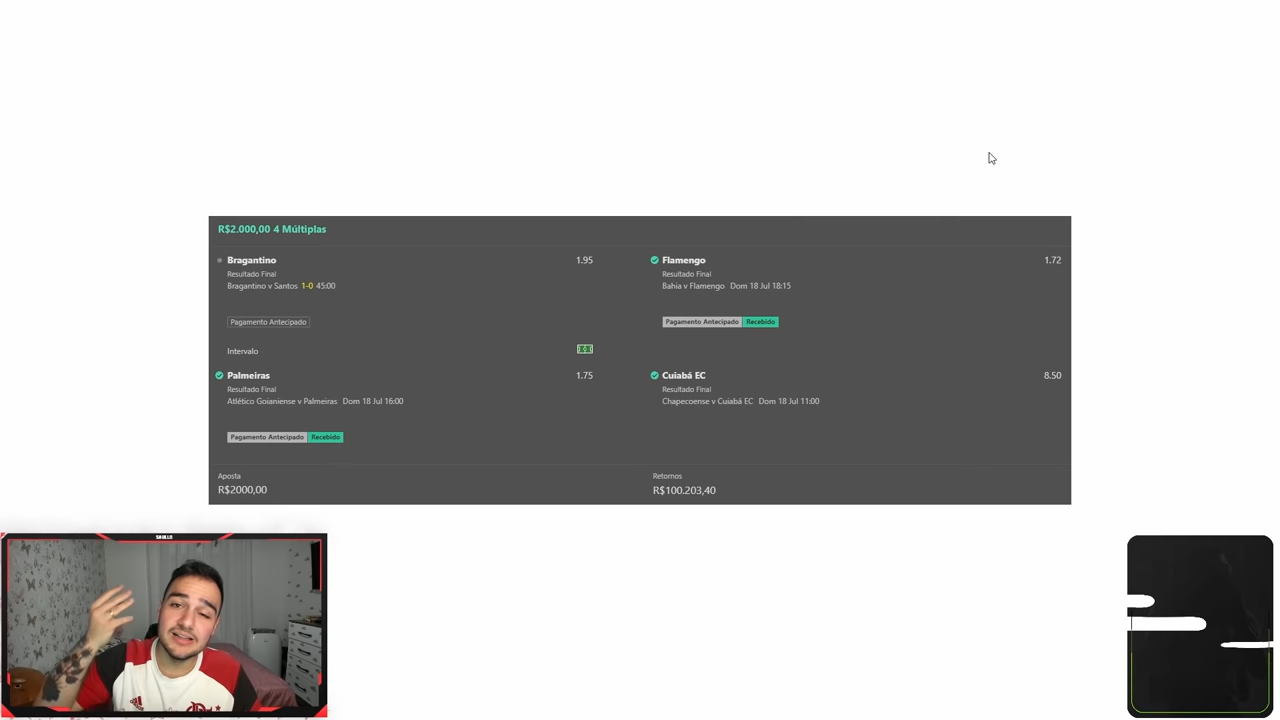 R$2.000,00 4 Múltiplas
Bragantino 1.95
Resultado Final
Bragantino v Santos 1-0 45:00
Pagamento Antecipado
Intervalo
Flamengo 1.72
Resultado Final
Bahia v Flamengo Dom 18 Jul 18:15
Pagamento Antecipado Recebido
Palmeiras 1.75
Resultado Final
Atlético Goianiense v Palmeiras Dom 18 Jul 16:00
Pagamento Antecipado Recebido
Cuiabá EC 8.50
Resultado Final
Chapecoense v Cuiabá EC Dom 18 Jul 11:00
Aposta
R$2000,00
Retornos
R$100.203,40